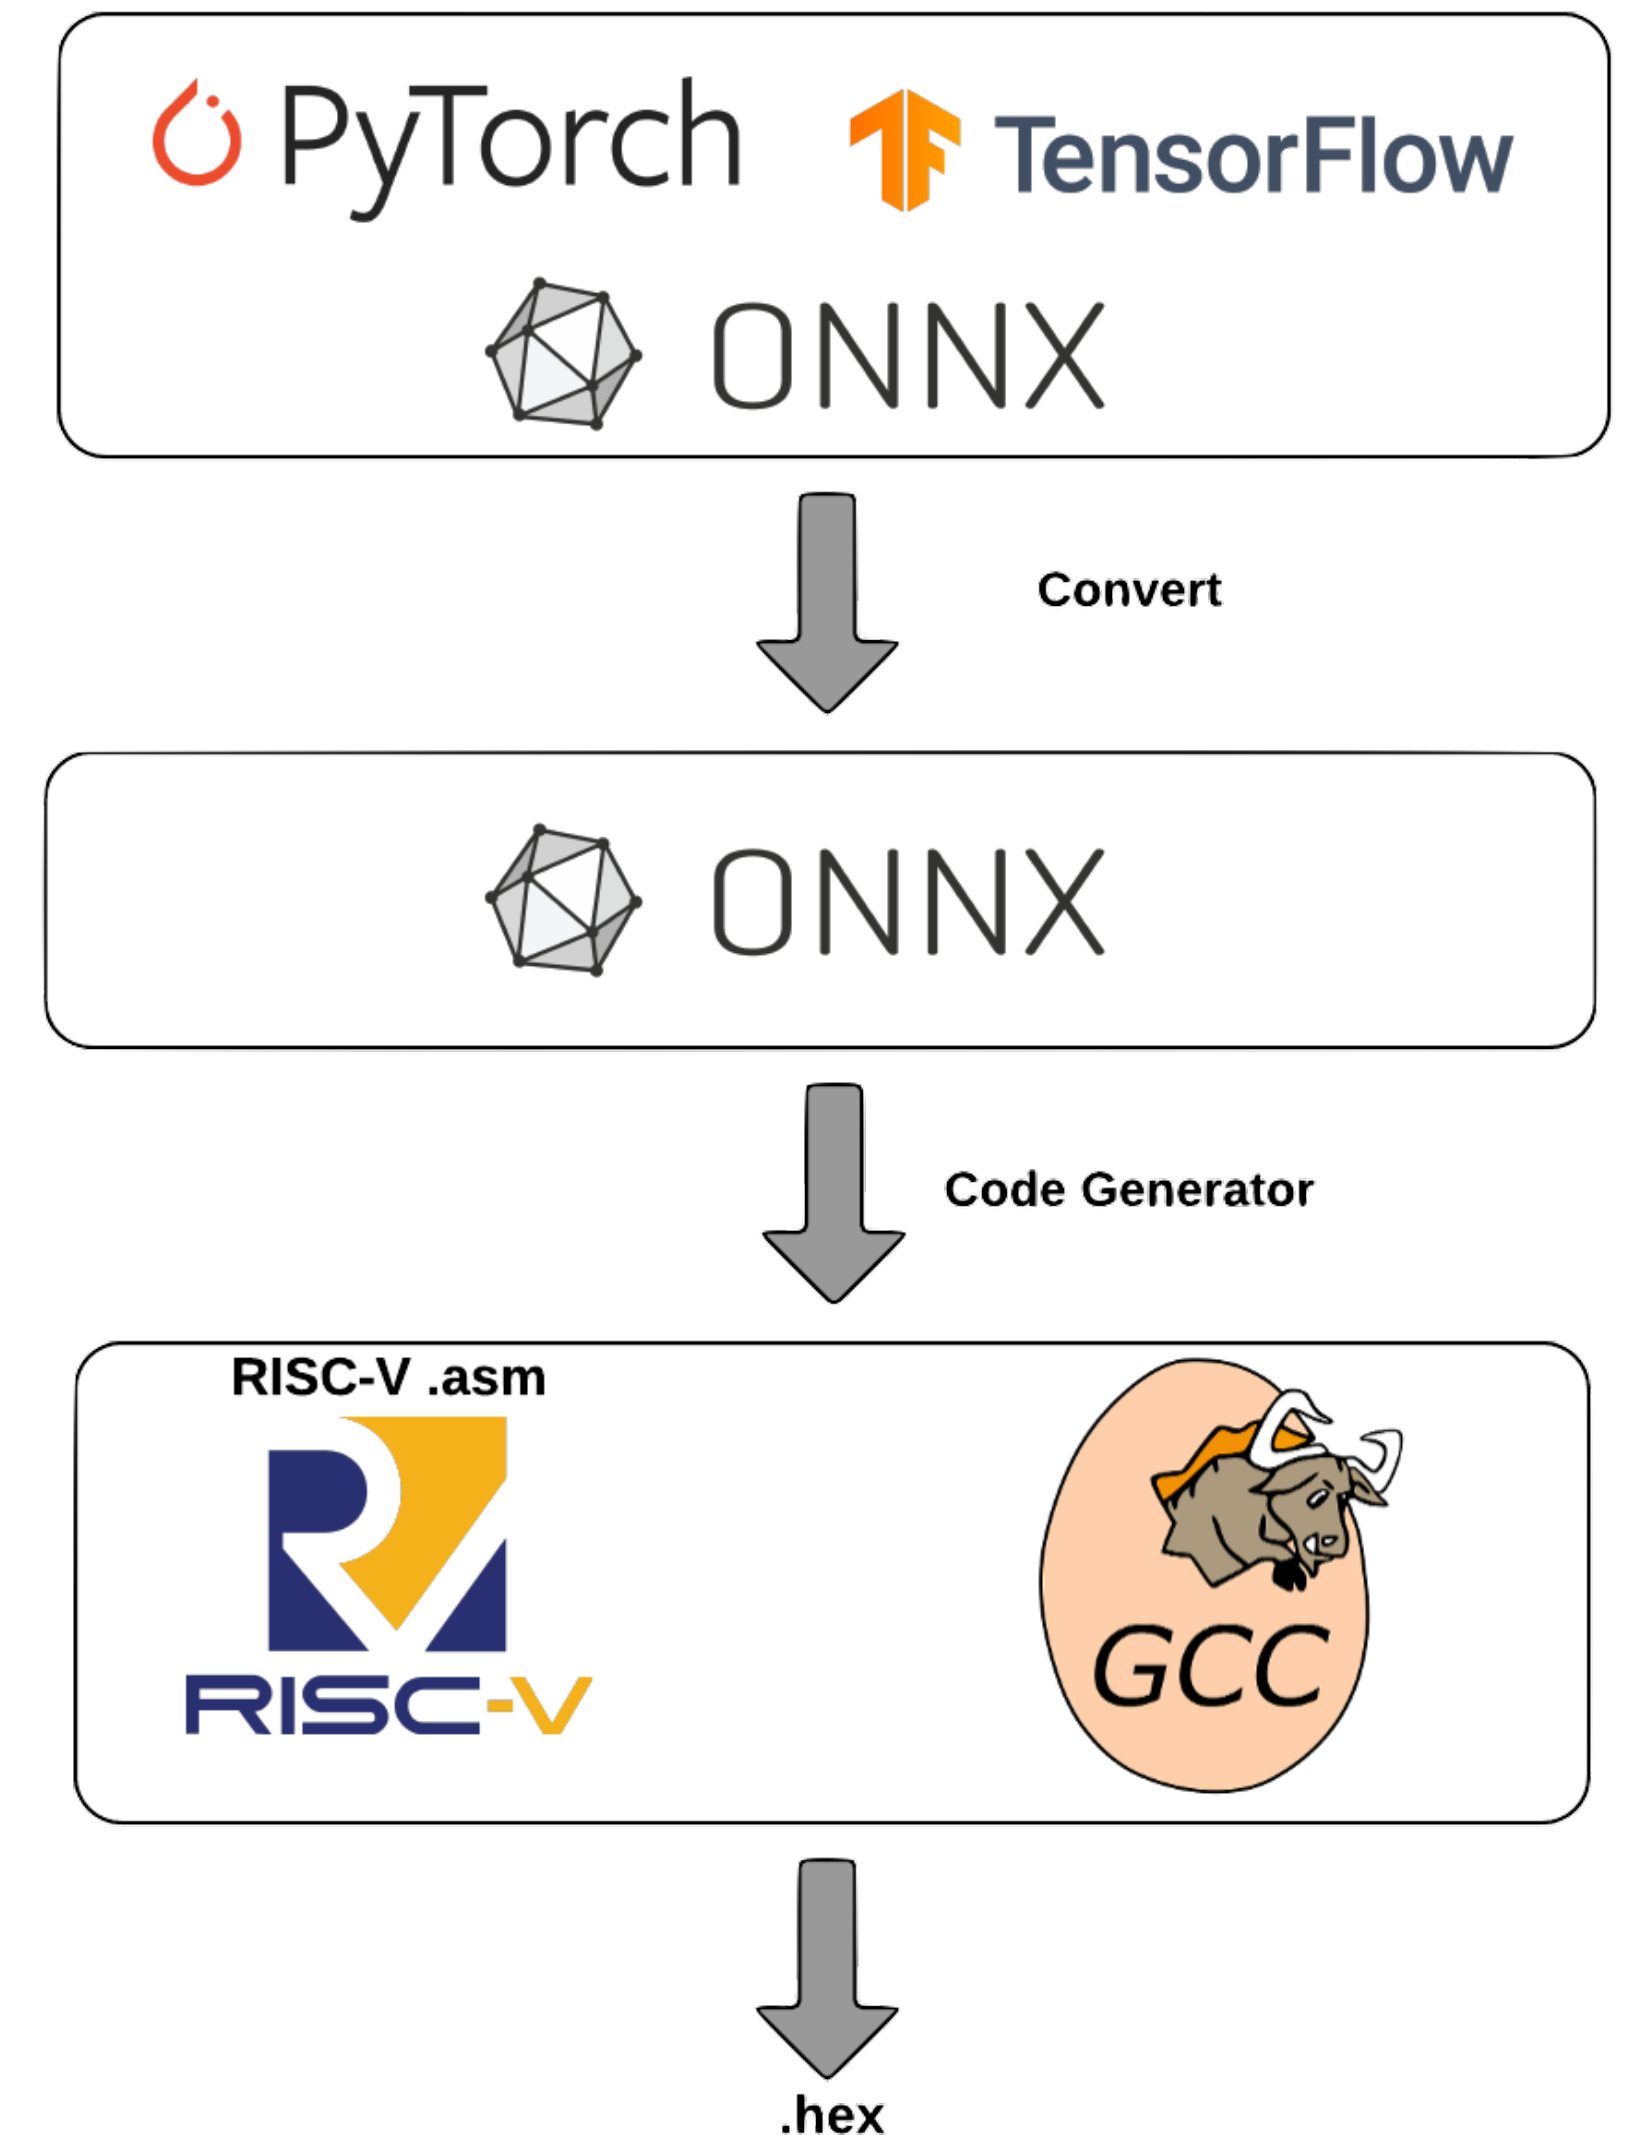 PyTorch TensorFlow
ONNX
Convert
ONNX
Code Generator
RISC-V .asm
RISC-V
GCC
.hex